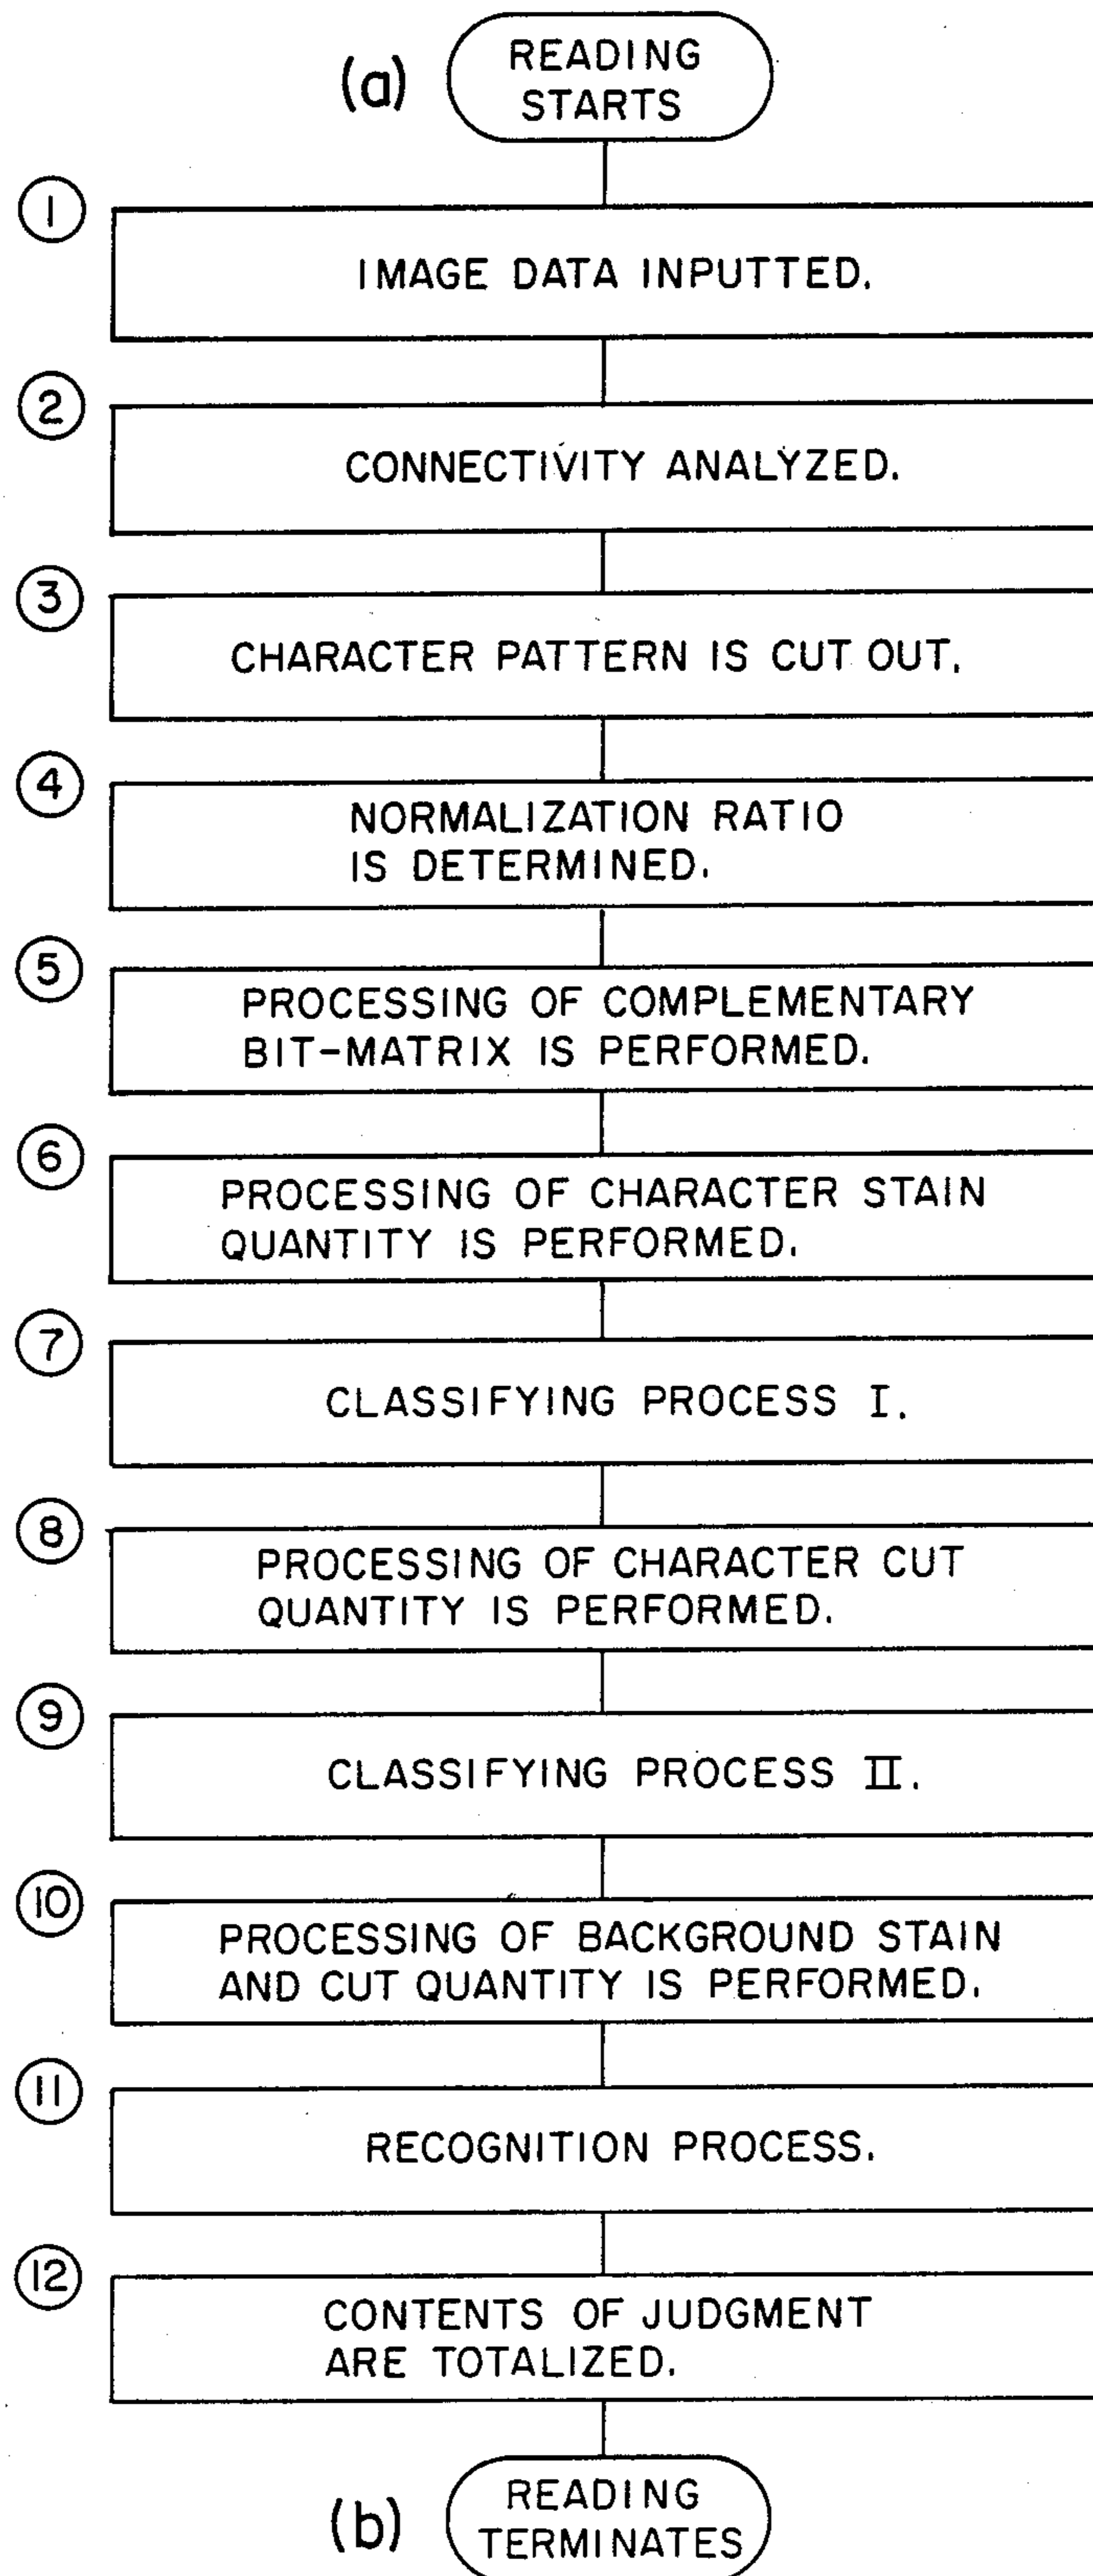 (a) READING
STARTS
1
IMAGE DATA INPUTTED.
2
CONNECTIVITY ANALYZED.
3
CHARACTER PATTERN IS CUT OUT.
4
NORMALIZATION RATIO
IS DETERMINED.
5
PROCESSING OF COMPLEMENTARY
BIT-MATRIX IS PERFORMED.
6
PROCESSING OF CHARACTER STAIN
QUANTITY IS PERFORMED.
7
CLASSIFYING PROCESS I.
8
PROCESSING OF CHARACTER CUT
QUANTITY IS PERFORMED.
9
CLASSIFYING PROCESS II.
10
PROCESSING OF BACKGROUND STAIN
AND CUT QUANTITY IS PERFORMED.
11
RECOGNITION PROCESS.
12
CONTENTS OF JUDGMENT
ARE TOTALIZED.
(b) READING
TERMINATES